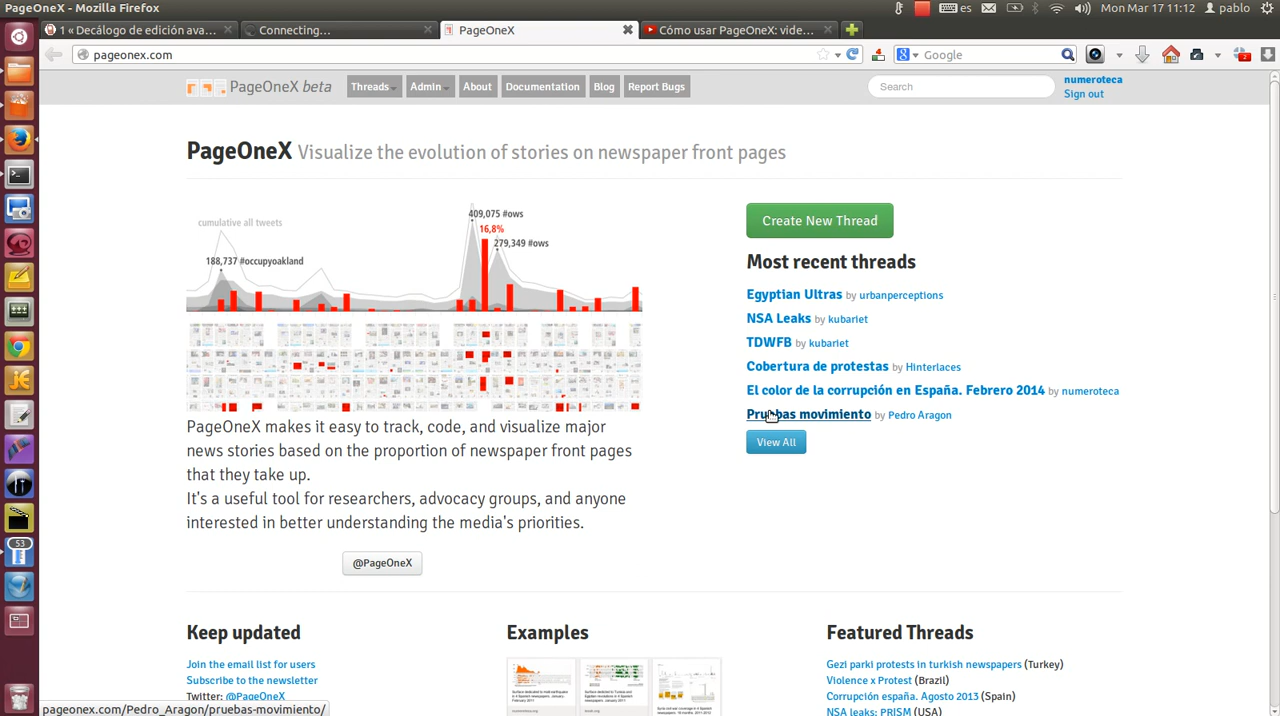 PageOneX - Mozilla Firefox
es
Mon Mar 17 11:12
pablo
1 « Decálogo de edición ava...
Connecting...
PageOneX
Cómo usar PageOneX: vide...
pageonex.com
4
Google
2
PageOneX beta
Threads
Admin
About
Documentation
Blog
Report Bugs
Search
numeroteca
Sign out
PageOneX Visualize the evolution of stories on newspaper front pages
cumulative all tweets
409,075 #ows
16,8%
279,349 #ows
188,737 #occupyoakland
PageOneX makes it easy to track, code, and visualize major
news stories based on the proportion of newspaper front pages
that they take up.
It's a useful tool for researchers, advocacy groups, and anyone
interested in better understanding the media's priorities.
@PageOneX
Create New Thread
Most recent threads
Egyptian Ultras by urbanperceptions
NSA Leaks by kubariet
TDWFB by kubariet
Cobertura de protestas by Hinterlaces
El color de la corrupción en España. Febrero 2014 by numeroteca
Pruebas movimiento by Pedro Aragon
View All
53
Keep updated
Join the email list for users
Subscribe to the newsletter
Twitter: @PageOneX
Examples
Featured Threads
Gezi parki protests in turkish newspapers (Turkey)
Violence x Protest (Brazil)
Corrupción españa. Agosto 2013 (Spain)
NSA leaks: PRISM (USA)
pageonex.com/Pedro_Aragon/pruebas-movimiento/